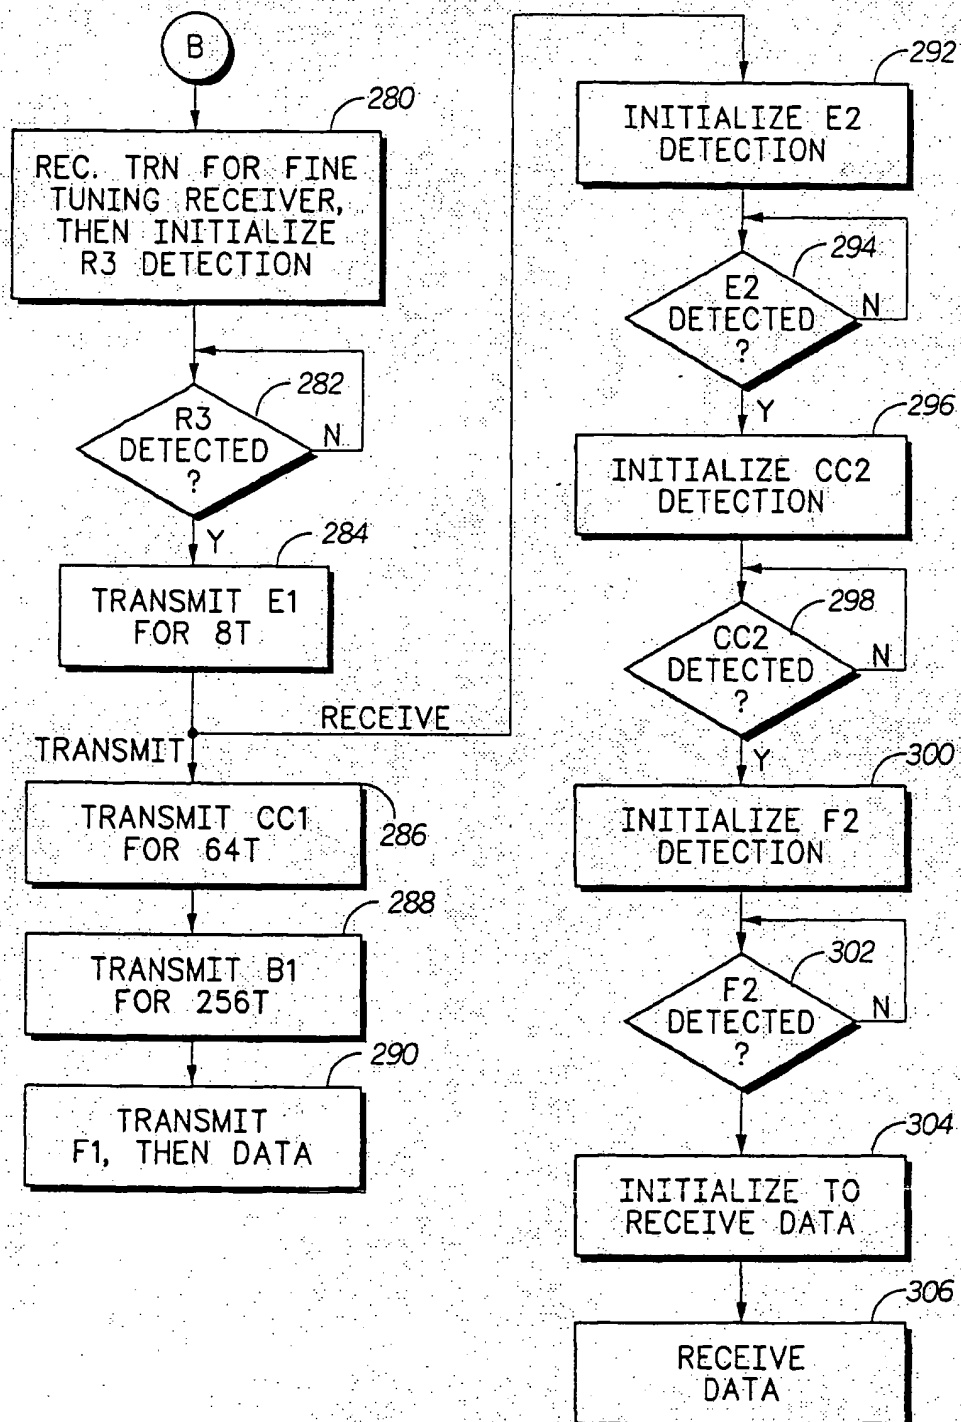 B
280
REC. TRN FOR FINE
TUNING RECEIVER,
THEN INITIALIZE
R3 DETECTION
282
R3
DETECTED
?
N
Y
284
TRANSMIT E1
FOR 8T
RECEIVE
TRANSMIT
TRANSMIT CC1
FOR 64T
286
288
TRANSMIT B1
FOR 256T
290
TRANSMIT
F1, THEN DATA
292
INITIALIZE E2
DETECTION
294
E2
DETECTED
?
N
Y
296
INITIALIZE CC2
DETECTION
298
CC2
DETECTED
?
N
Y
300
INITIALIZE F2
DETECTION
302
F2
DETECTED
?
N
304
INITIALIZE TO
RECEIVE DATA
306
RECEIVE
DATA